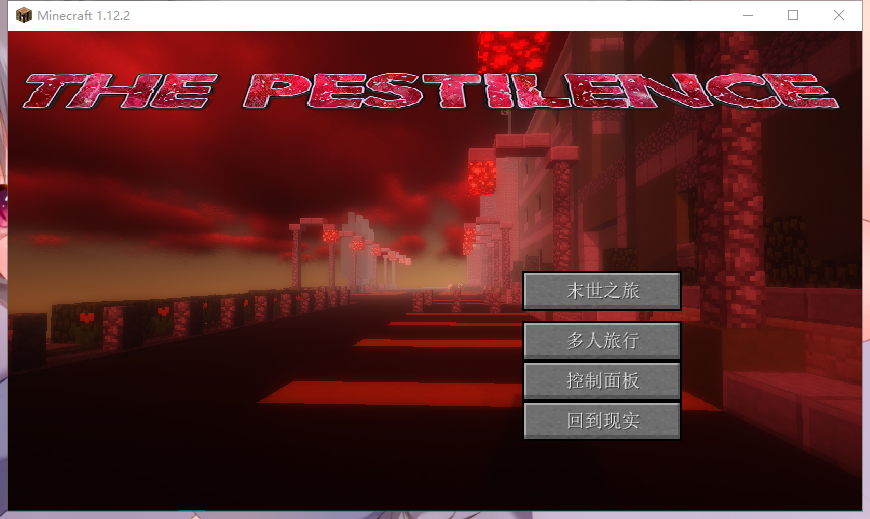 Minecraft 1.12.2
THE PESTILENCE
末世之旅
多人旅行
控制面板
回到现实